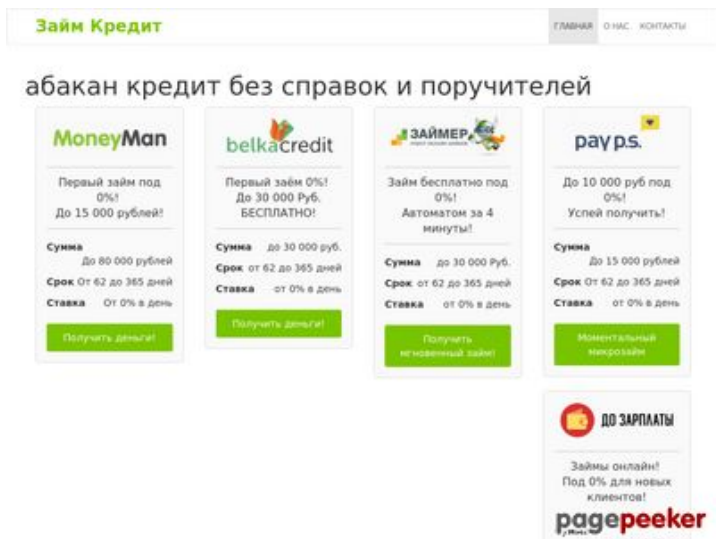 Займ Кредит
ГЛАВНАЯ О НАС. КОНТАКТЫ
абакан кредит без справок и поручителей
MoneyMan
Первый займ под
0%!
До 15 000 рублей!
Сумма
До 80 000 рублей
Срок От 62 до 365 дней
Ставка От 0% в день
Получить деньги!
belkacredit
Первый заём 0%!
До 30 000 Руб.
БЕСПЛАТНО!
Сумма до 30 000 руб.
Срок от 62 до 365 дней
Ставка от 0% в день
Получить деньги!
ЗАЙМЕР
Займ бесплатно под
0%!
Автоматом за 4
минуты!
Сумма до 30 000 Руб.
Срок от 62 до 365 дней
Ставка от 0% в день
Получить
мгновенный займ!
pay p.s.
До 10 000 руб под
0%!
Успей получить!
Сумма
До 15 000 рублей
Срок От 62 до 365 дней
Ставка от 0% в день
Моментальный
микрозайм
ДО ЗАРПЛАТЫ
Займы онлайн!
Под 0% для новых
клиентов!
pagepeeker